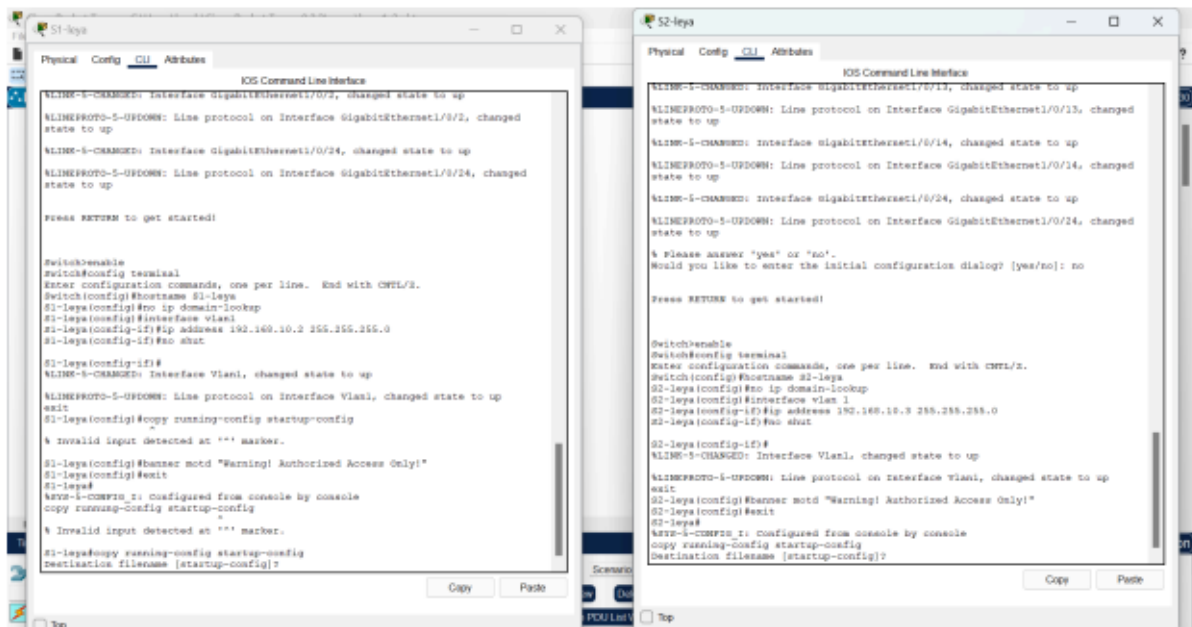 S1-leya
Physical Config CLI Attributes
IOS Command Line Interface
%LINK-5-CHANGED: Interface GigabitEthernet1/0/2, changed state to up
%LINEPROTO-5-UPDOWN: Line protocol on Interface GigabitEthernet1/0/2, changed
state to up
%LINK-5-CHANGED: Interface GigabitEthernet1/0/24, changed state to up
%LINEPROTO-5-UPDOWN: Line protocol on Interface GigabitEthernet1/0/24, changed
state to up
Press RETURN to get started!
Switch>enable
Switch#config terminal
Enter configuration commands, one per line. End with CNTL/Z.
Switch(config)#hostname S1-leya
S1-leya(config)#no ip domain-lookup
S1-leya(config)#interface vlan1
S1-leya(config-if)#ip address 192.168.10.2 255.255.255.0
S1-leya(config-if)#no shut
S1-leya(config-if)#
%LINK-5-CHANGED: Interface Vlan1, changed state to up
%LINEPROTO-5-UPDOWN: Line protocol on Interface Vlan1, changed state to up
exit
S1-leya(config)#copy running-config startup-config
^
% Invalid input detected at '^' marker.
S1-leya(config)#banner motd "Warning! Authorized Access Only!"
S1-leya(config)#exit
S1-leya#
%SYS-5-CONFIG_I: Configured from console by console
copy runnung-config startup-config
^
% Invalid input detected at '^' marker.
S1-leya#copy running-config startup-config
Destination filename [startup-config]?
Copy Paste
Top
S2-leya
Physical Config CLI Attributes
IOS Command Line Interface
%LINK-5-CHANGED: Interface GigabitEthernet1/0/13, changed state to up
%LINEPROTO-5-UPDOWN: Line protocol on Interface GigabitEthernet1/0/13, changed
state to up
%LINK-5-CHANGED: Interface GigabitEthernet1/0/14, changed state to up
%LINEPROTO-5-UPDOWN: Line protocol on Interface GigabitEthernet1/0/14, changed
state to up
%LINK-5-CHANGED: Interface GigabitEthernet1/0/24, changed state to up
%LINEPROTO-5-UPDOWN: Line protocol on Interface GigabitEthernet1/0/24, changed
state to up
% Please answer 'yes' or 'no'.
Would you like to enter the initial configuration dialog? [yes/no]: no
Press RETURN to get started!
Switch>enable
Switch#config terminal
Enter configuration commands, one per line. End with CNTL/Z.
Switch(config)#hostname S2-leya
S2-leya(config)#no ip domain-lookup
S2-leya(config)#interface vlan 1
S2-leya(config-if)#ip address 192.168.10.3 255.255.255.0
S2-leya(config-if)#no shut
S2-leya(config-if)#
%LINK-5-CHANGED: Interface Vlan1, changed state to up
%LINEPROTO-5-UPDOWN: Line protocol on Interface Vlan1, changed state to up
exit
S2-leya(config)#banner motd "Warning! Authorized Access Only!"
S2-leya(config)#exit
S2-leya#
%SYS-5-CONFIG_I: Configured from console by console
copy running-config startup-config
Destination filename [startup-config]?
Copy Paste
Top
Scenario
PDU List